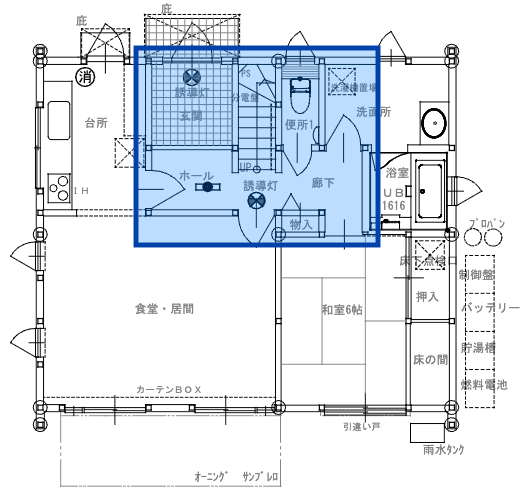 庇
庇
消
PS
誘導灯
分電盤
洗濯機置場
台所
玄関
便所1
洗面所
UP
浴室
ホール
誘導灯
廊下
IH
UB
1616
物入
プロパン
床下点検口
制御盤
食堂・居間
和室6帖
押入
バッテリー
貯湯槽
床の間
カーテンBOX
燃料電池
引違い戸
雨水タンク
オーニング サンブレロ